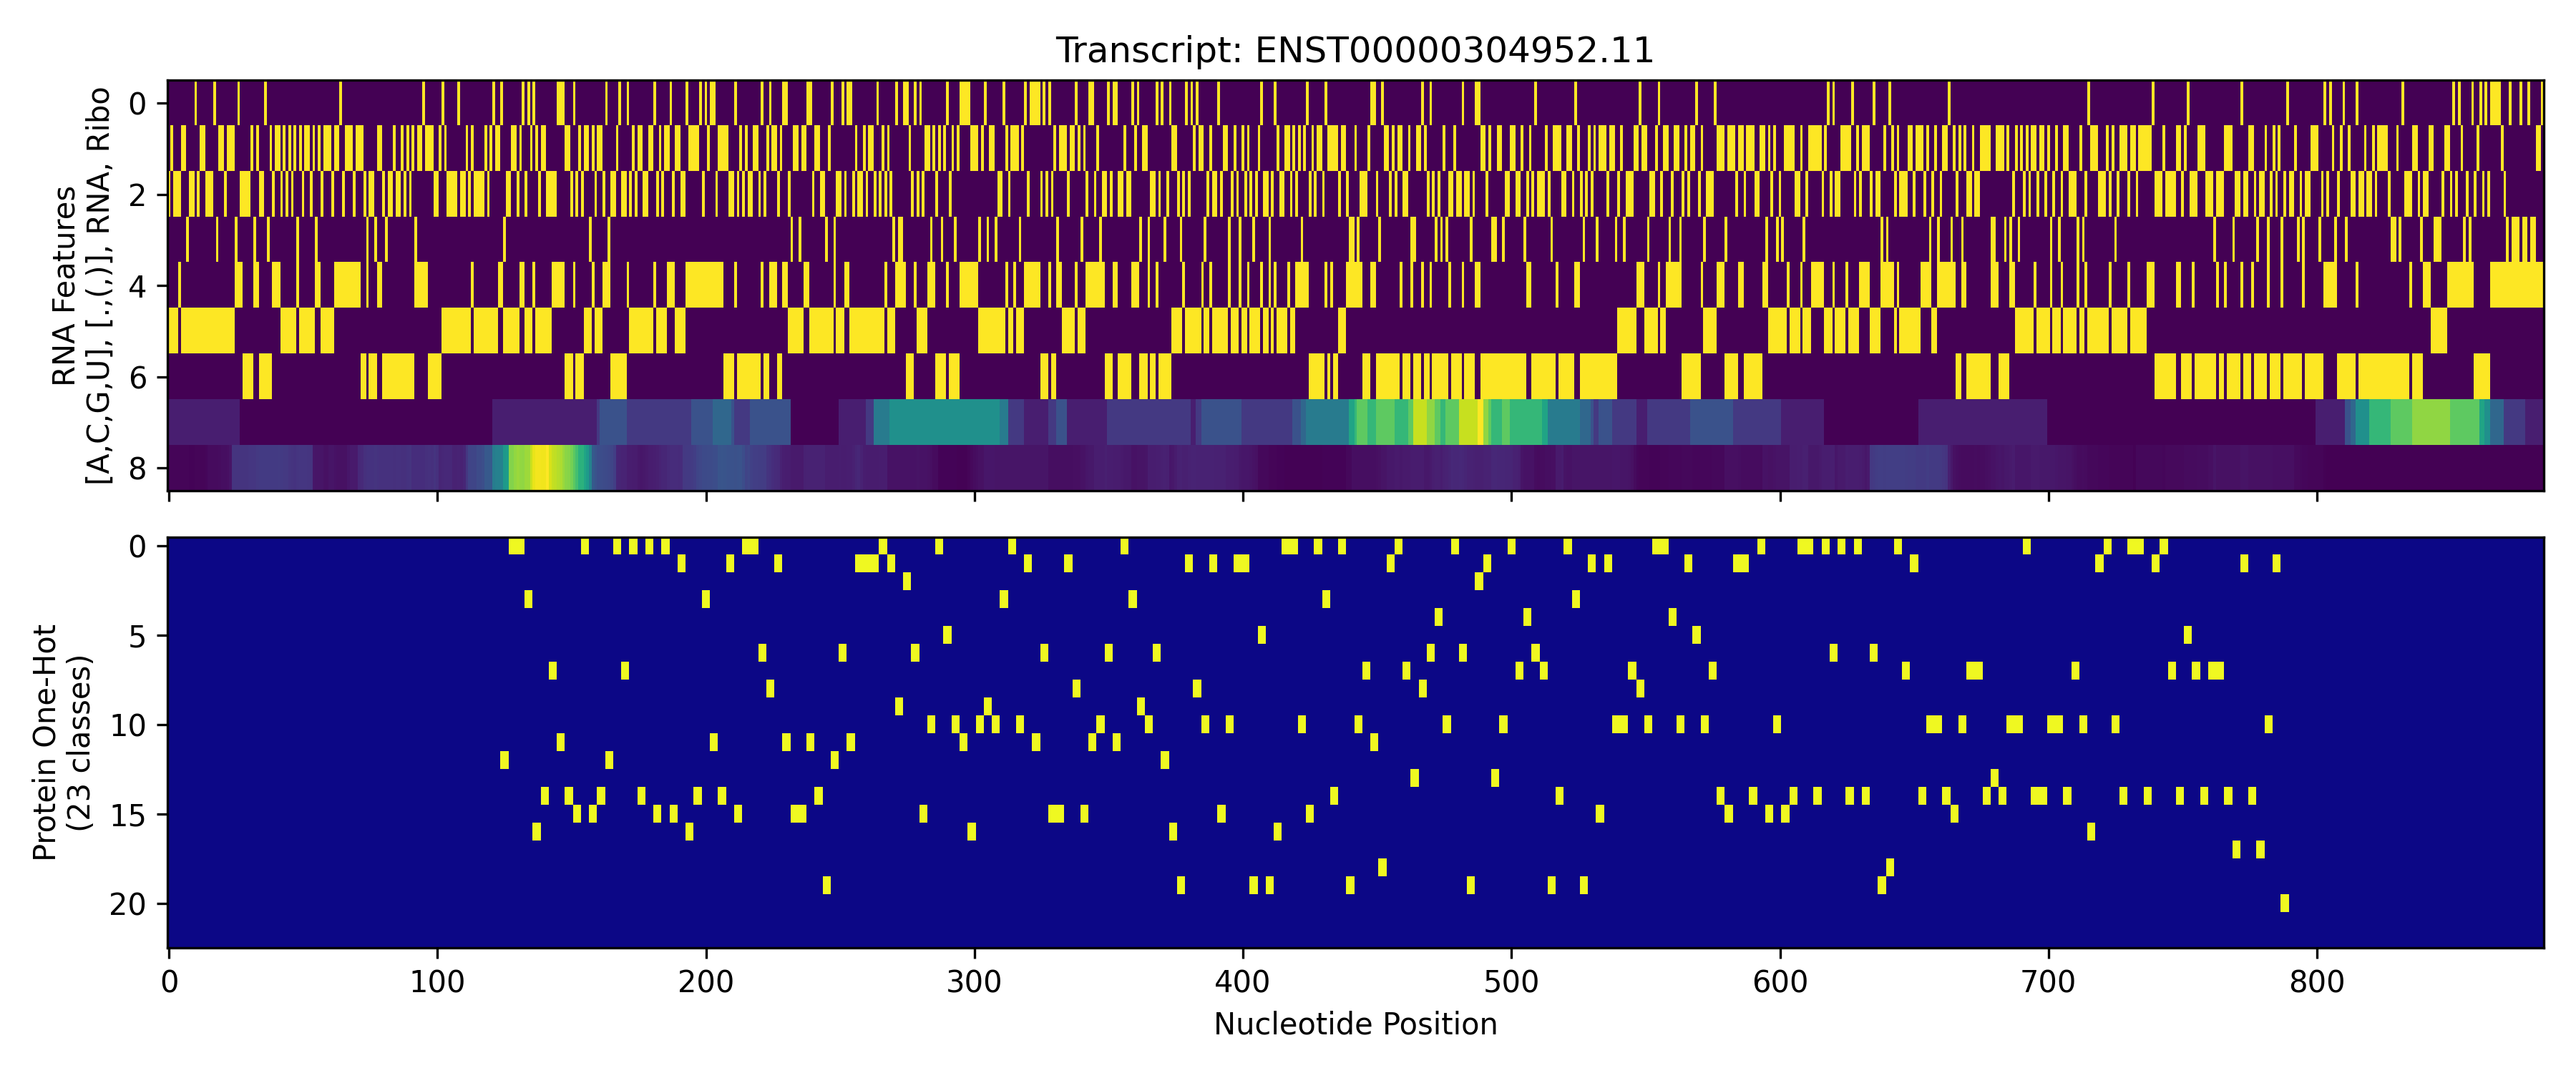 Transcript: ENST00000304952.11
RNA Features
[A,C,G,U], [.,(,)], RNA, Ribo
0
2
4
6
8
Protein One-Hot
(23 classes)
0
5
10
15
20
0 100 200 300 400 500 600 700 800
Nucleotide Position